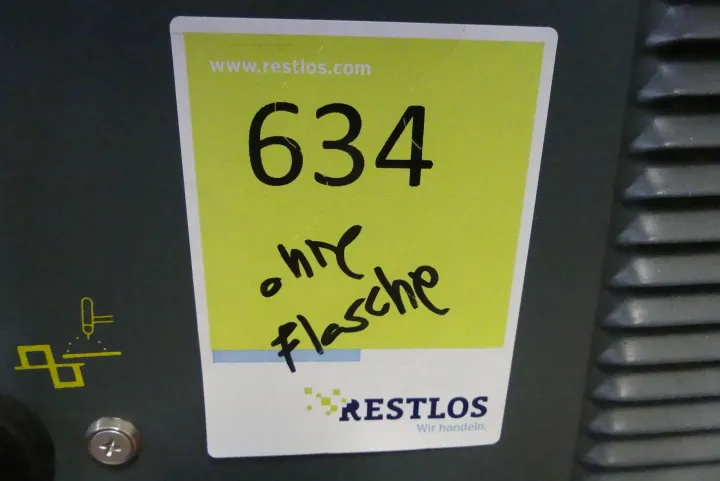 www.restlos.com
634
ohne
Flasche
RESTLOS
Wir handeln.